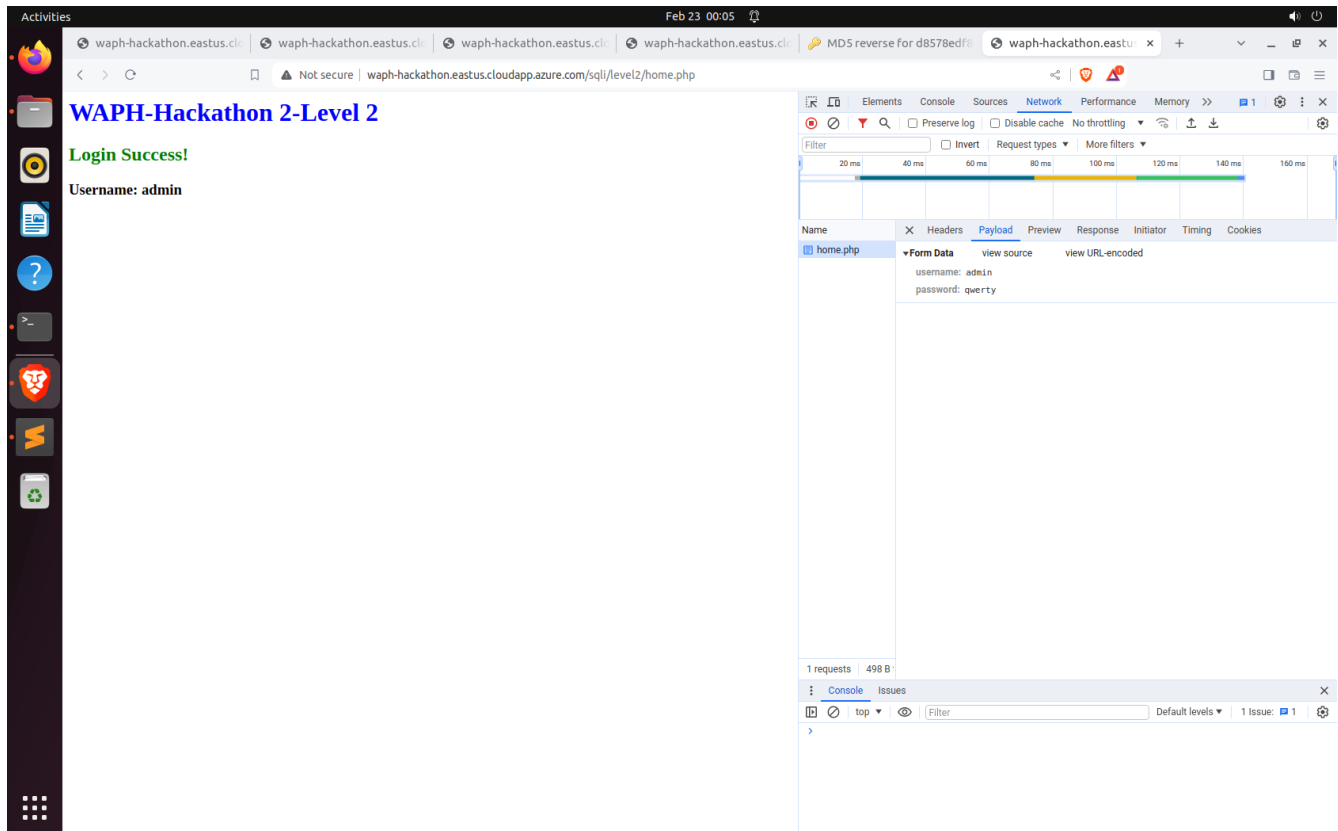 Activities
Feb 23 00:05
waph-hackathon.eastus.clo
waph-hackathon.eastus.clo
waph-hackathon.eastus.clo
waph-hackathon.eastus.clo
MD5 reverse for d8578edf8
waph-hackathon.eastus
Not secure
waph-hackathon.eastus.cloudapp.azure.com/sqli/level2/home.php
WAPH-Hackathon 2-Level 2
Login Success!
Username: admin
Elements Console Sources Network Performance Memory 1
Preserve log Disable cache No throttling
Filter Invert Request types More filters
20 ms 40 ms 60 ms 80 ms 100 ms 120 ms 140 ms 160 ms
Name Headers Payload Preview Response Initiator Timing Cookies
home.php Form Data view source view URL-encoded
username: admin
password: qwerty
1 requests 498 B
Console Issues
top Filter Default levels 1 Issue: 1